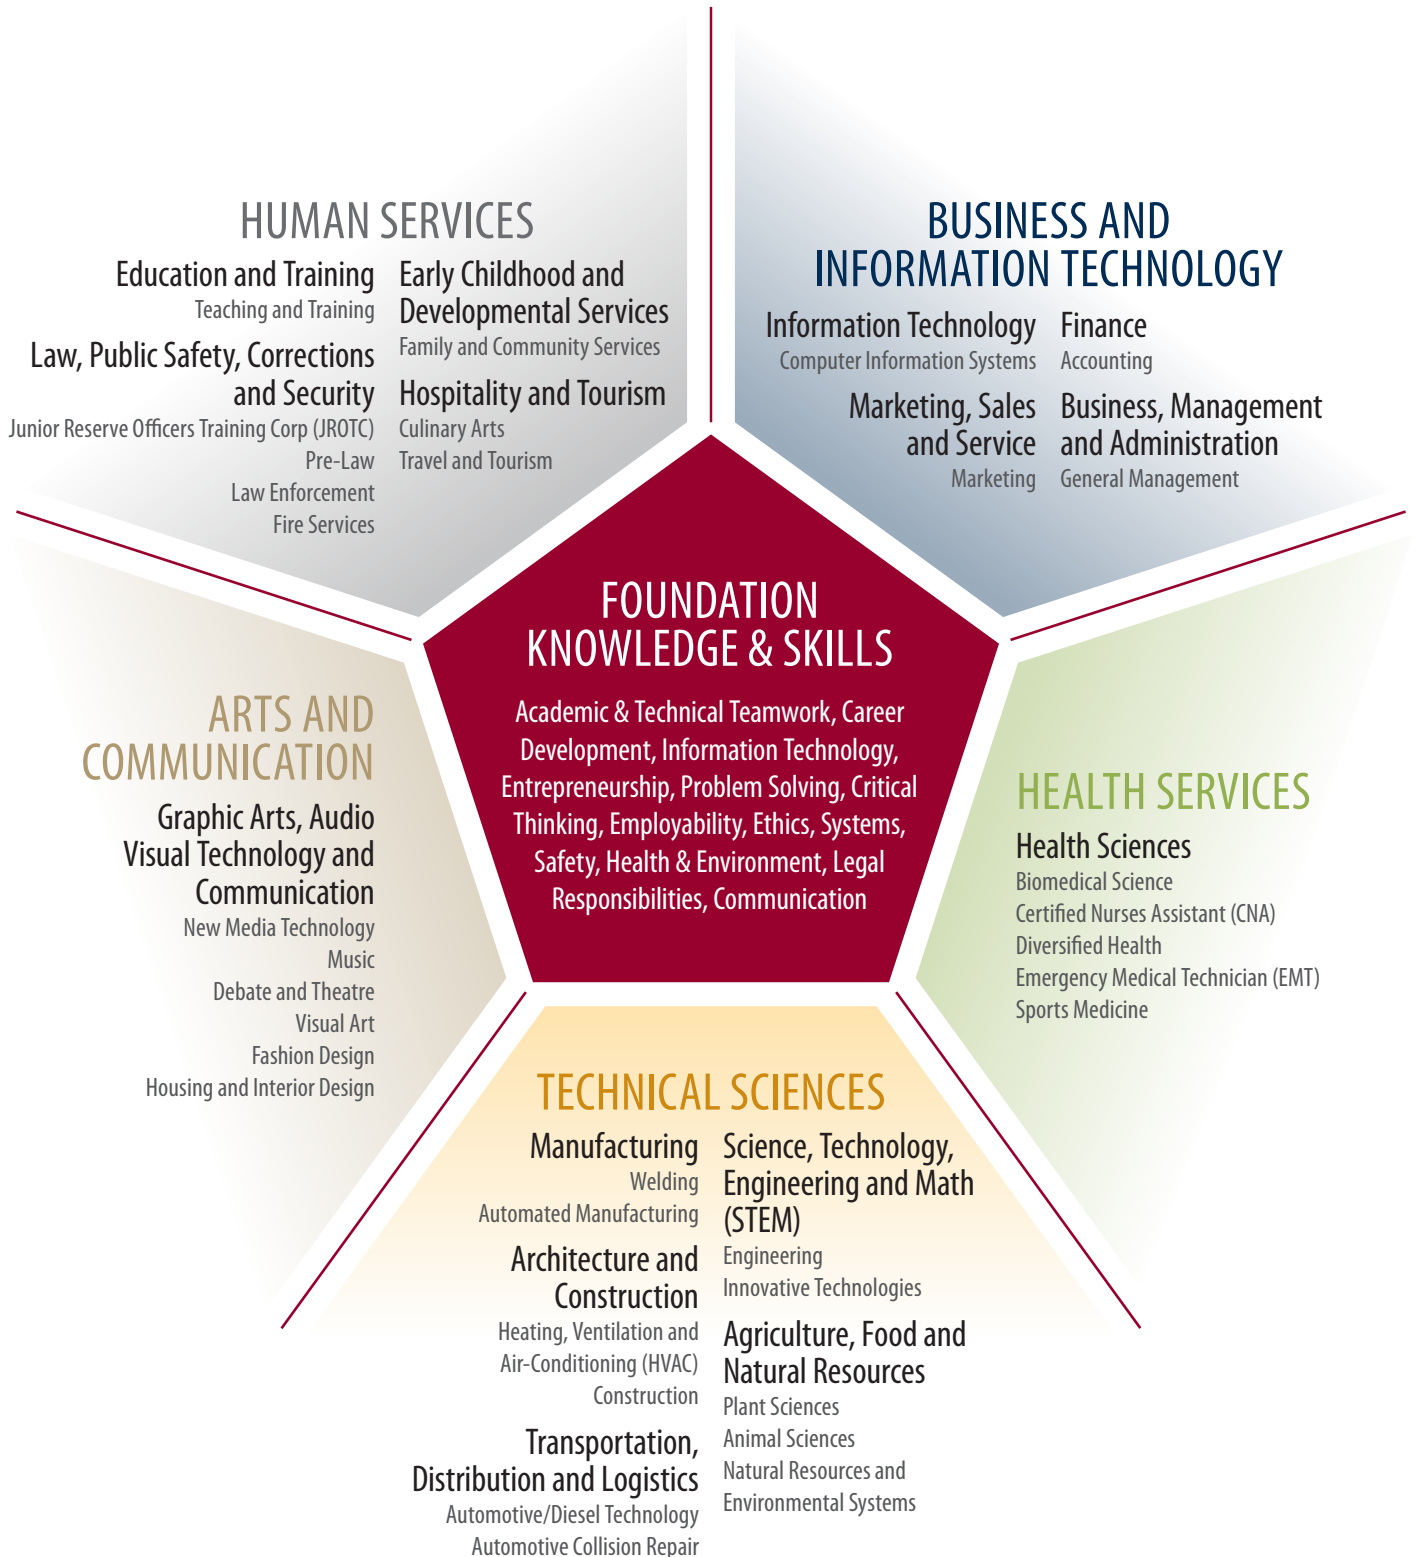 HUMAN SERVICES
Education and Training
Teaching and Training
Law, Public Safety, Corrections
and Security
Junior Reserve Officers Training Corp (JROTC)
Pre-Law
Law Enforcement
Fire Services
Early Childhood and
Developmental Services
Family and Community Services
Hospitality and Tourism
Culinary Arts
Travel and Tourism
BUSINESS AND
INFORMATION TECHNOLOGY
Information Technology
Computer Information Systems
Marketing, Sales
and Service
Marketing
Finance
Accounting
Business, Management
and Administration
General Management
FOUNDATION
KNOWLEDGE & SKILLS
Academic & Technical Teamwork, Career
Development, Information Technology,
Entrepreneurship, Problem Solving, Critical
Thinking, Employability, Ethics, Systems,
Safety, Health & Environment, Legal
Responsibilities, Communication
ARTS AND
COMMUNICATION
Graphic Arts, Audio
Visual Technology and
Communication
New Media Technology
Music
Debate and Theatre
Visual Art
Fashion Design
Housing and Interior Design
HEALTH SERVICES
Health Sciences
Biomedical Science
Certified Nurses Assistant (CNA)
Diversified Health
Emergency Medical Technician (EMT)
Sports Medicine
TECHNICAL SCIENCES
Manufacturing
Welding
Automated Manufacturing
Architecture and
Construction
Heating, Ventilation and
Air-Conditioning (HVAC)
Construction
Transportation,
Distribution and Logistics
Automotive/Diesel Technology
Automotive Collision Repair
Science, Technology,
Engineering and Math
(STEM)
Engineering
Innovative Technologies
Agriculture, Food and
Natural Resources
Plant Sciences
Animal Sciences
Natural Resources and
Environmental Systems